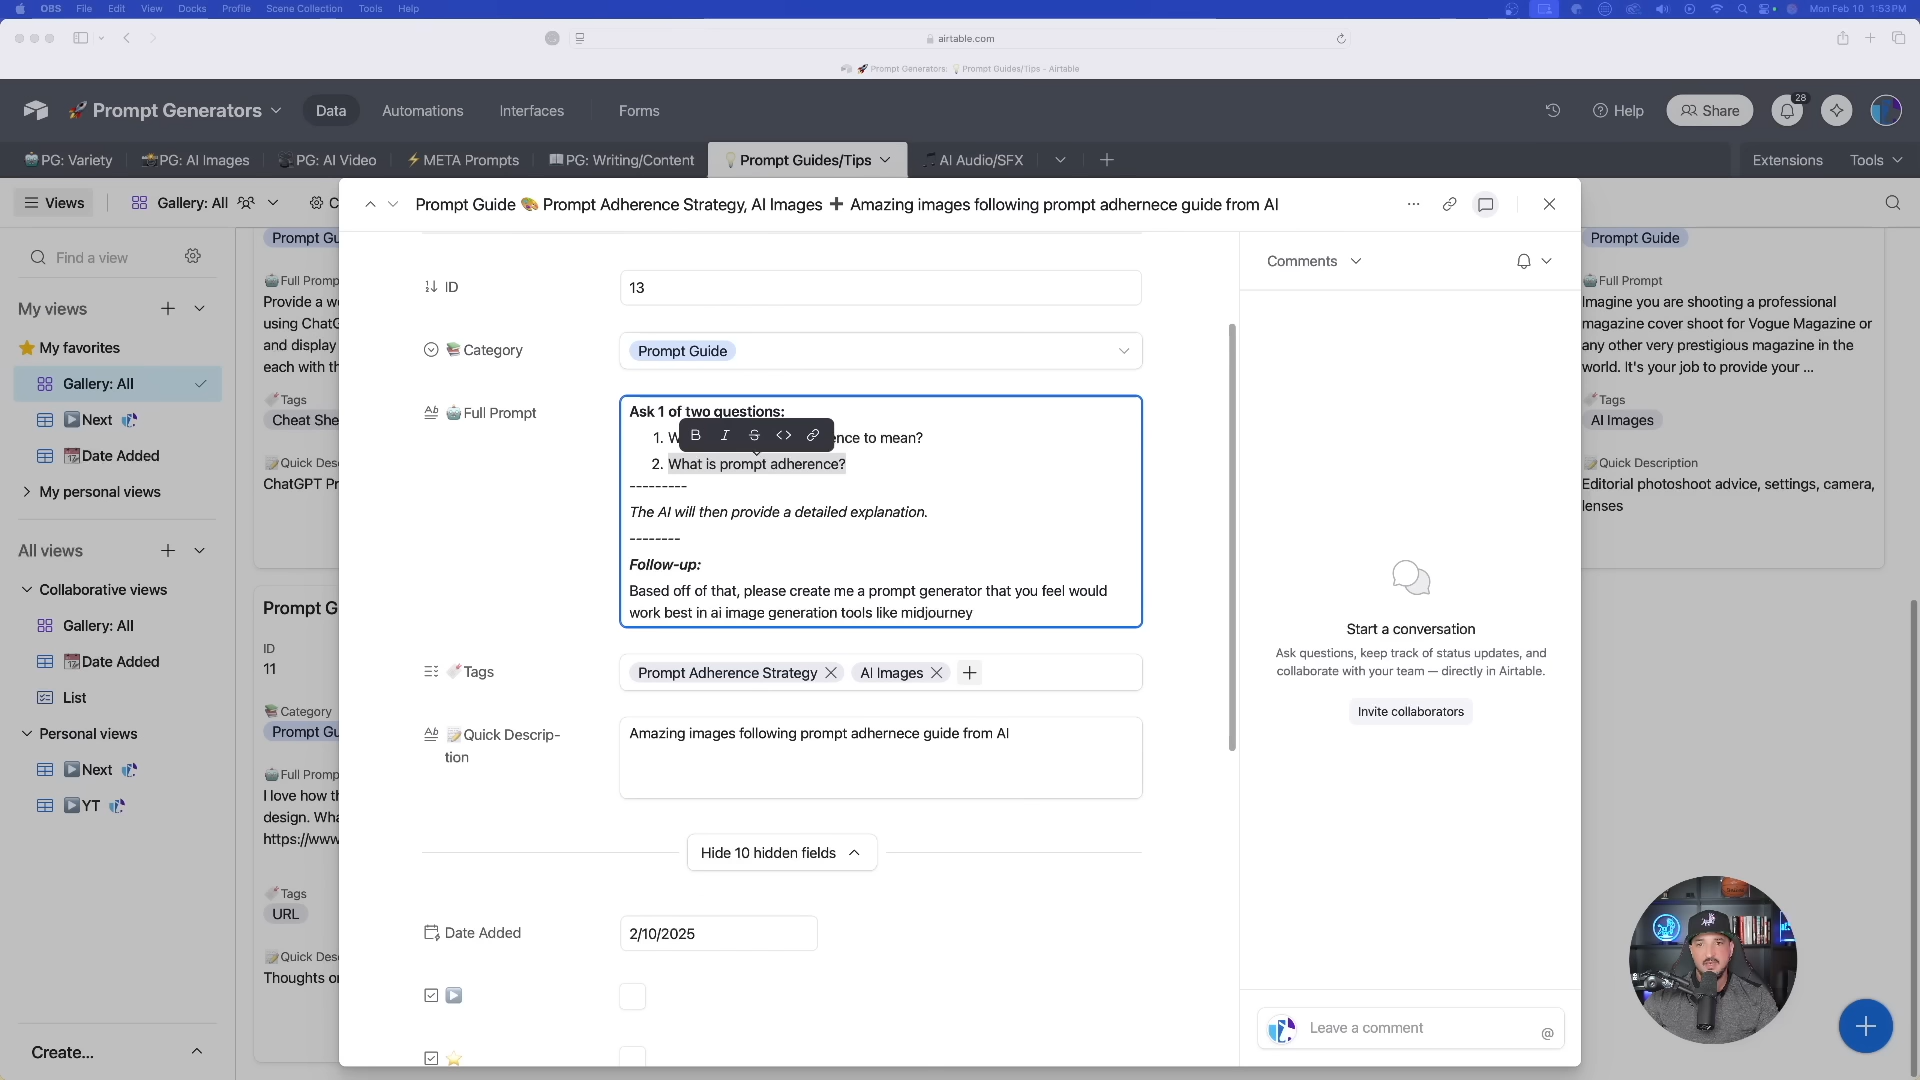 OBS File Edit View Docks Profile Scene Collection Tools Help Mon Feb 10 1:53PM
airtable.com
Prompt Generators: Prompt Guides/Tips - Airtable
Prompt Generators Data Automations Interfaces Forms Help Share 28
PG: Variety PG: AI Images PG: AI Video META Prompts PG: Writing/Content Prompt Guides/Tips AI Audio/SFX Extensions Tools
Views Gallery: All
Prompt Guide Prompt Adherence Strategy, AI Images Amazing images following prompt adhernece guide from AI
Find a view
My views
My favorites
Gallery: All
Next
Date Added
My personal views
All views
Collaborative views
Gallery: All
Date Added
List
Personal views
Next
YT
Create...
Prompt Gu
Full Promp
Provide a w
using ChatG
and display
each with th
Tags
Cheat She
Quick Des
ChatGPT Pr
Prompt G
ID
11
Category
Prompt Gu
Full Promp
I love how th
design. Wha
https://www
Tags
URL
Quick Des
Thoughts o
ID
13
Category
Prompt Guide
Full Prompt
Ask 1 of two questions:
1. W nce to mean?
2. What is prompt adherence?
---------
The AI will then provide a detailed explanation.
--------
Follow-up:
Based off of that, please create me a prompt generator that you feel would
work best in ai image generation tools like midjourney
Tags
Prompt Adherence Strategy AI Images
Quick Descrip-
tion
Amazing images following prompt adhernece guide from AI
Hide 10 hidden fields
Date Added
2/10/2025
Comments
Start a conversation
Ask questions, keep track of status updates, and
collaborate with your team — directly in Airtable.
Invite collaborators
Leave a comment
Prompt Guide
Full Prompt
Imagine you are shooting a professional
magazine cover shoot for Vogue Magazine or
any other very prestigious magazine in the
world. It's your job to provide your ...
Tags
AI Images
Quick Description
Editorial photoshoot advice, settings, camera,
lenses